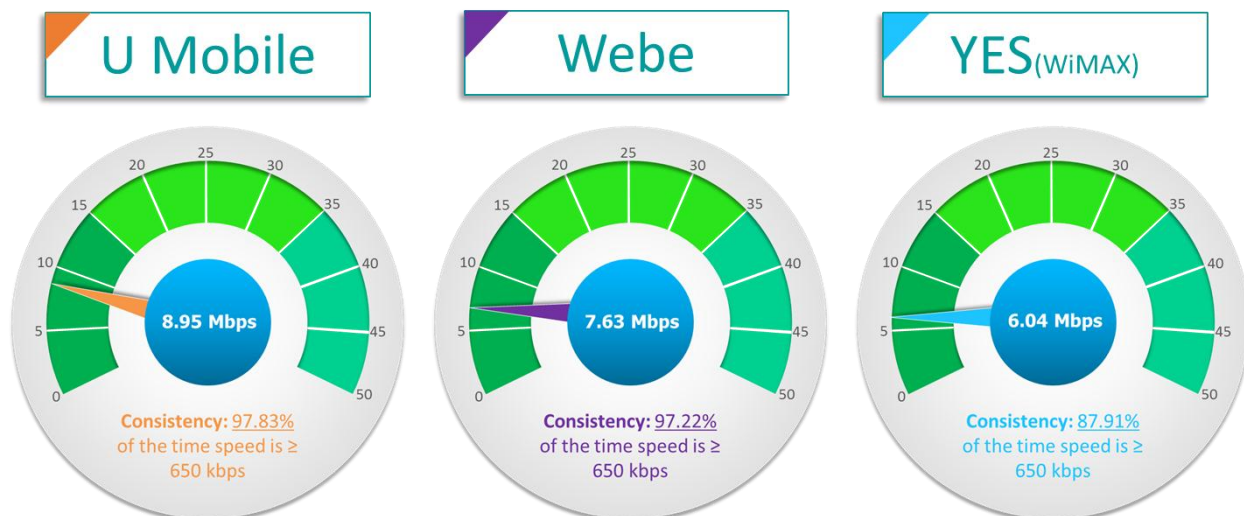 U Mobile
Webe
YES(WiMAX)
0
5
10
15
20
25
30
35
40
45
50
8.95 Mbps
Consistency: 97.83%
of the time speed is ≥
650 kbps
0
5
10
15
20
25
30
35
40
45
50
7.63 Mbps
Consistency: 97.22%
of the time speed is ≥
650 kbps
0
5
10
15
20
25
30
35
40
45
50
6.04 Mbps
Consistency: 87.91%
of the time speed is ≥
650 kbps